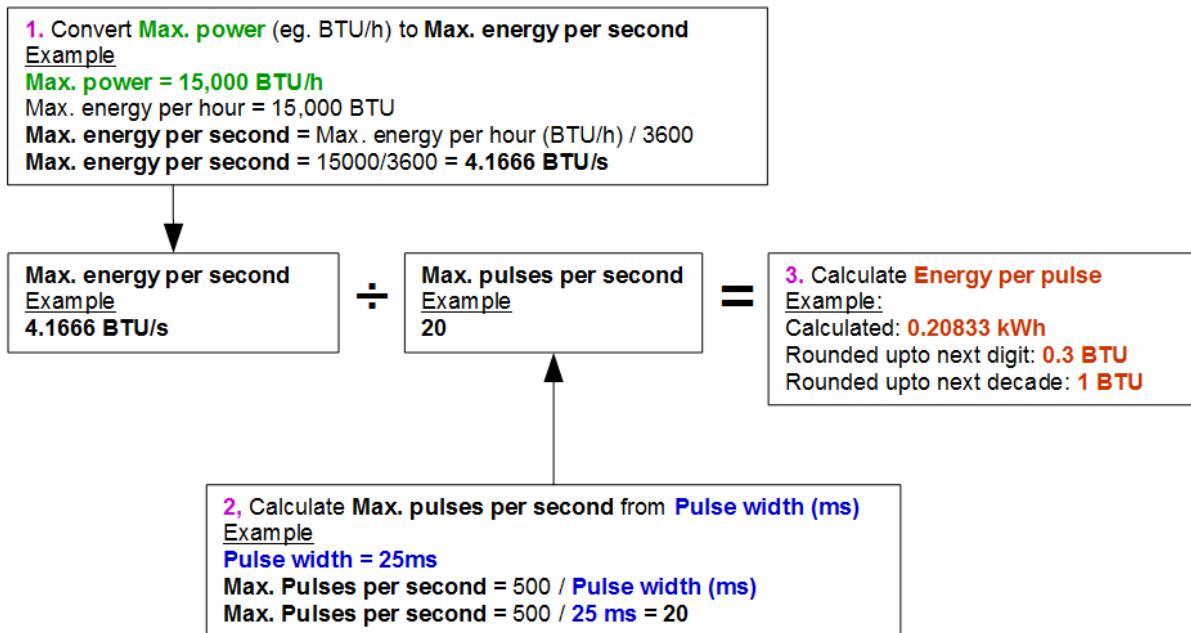 1. Convert Max. power (eg. BTU/h) to Max. energy per second
Example
Max. power = 15,000 BTU/h
Max. energy per hour = 15,000 BTU
Max. energy per second = Max. energy per hour (BTU/h) / 3600
Max. energy per second = 15000/3600 = 4.1666 BTU/s
Max. energy per second
Example
4.1666 BTU/s
÷
Max. pulses per second
Example
20
=
3. Calculate Energy per pulse
Example:
Calculated: 0.20833 kWh
Rounded upto next digit: 0.3 BTU
Rounded upto next decade: 1 BTU
2, Calculate Max. pulses per second from Pulse width (ms)
Example
Pulse width = 25ms
Max. Pulses per second = 500 / Pulse width (ms)
Max. Pulses per second = 500 / 25 ms = 20